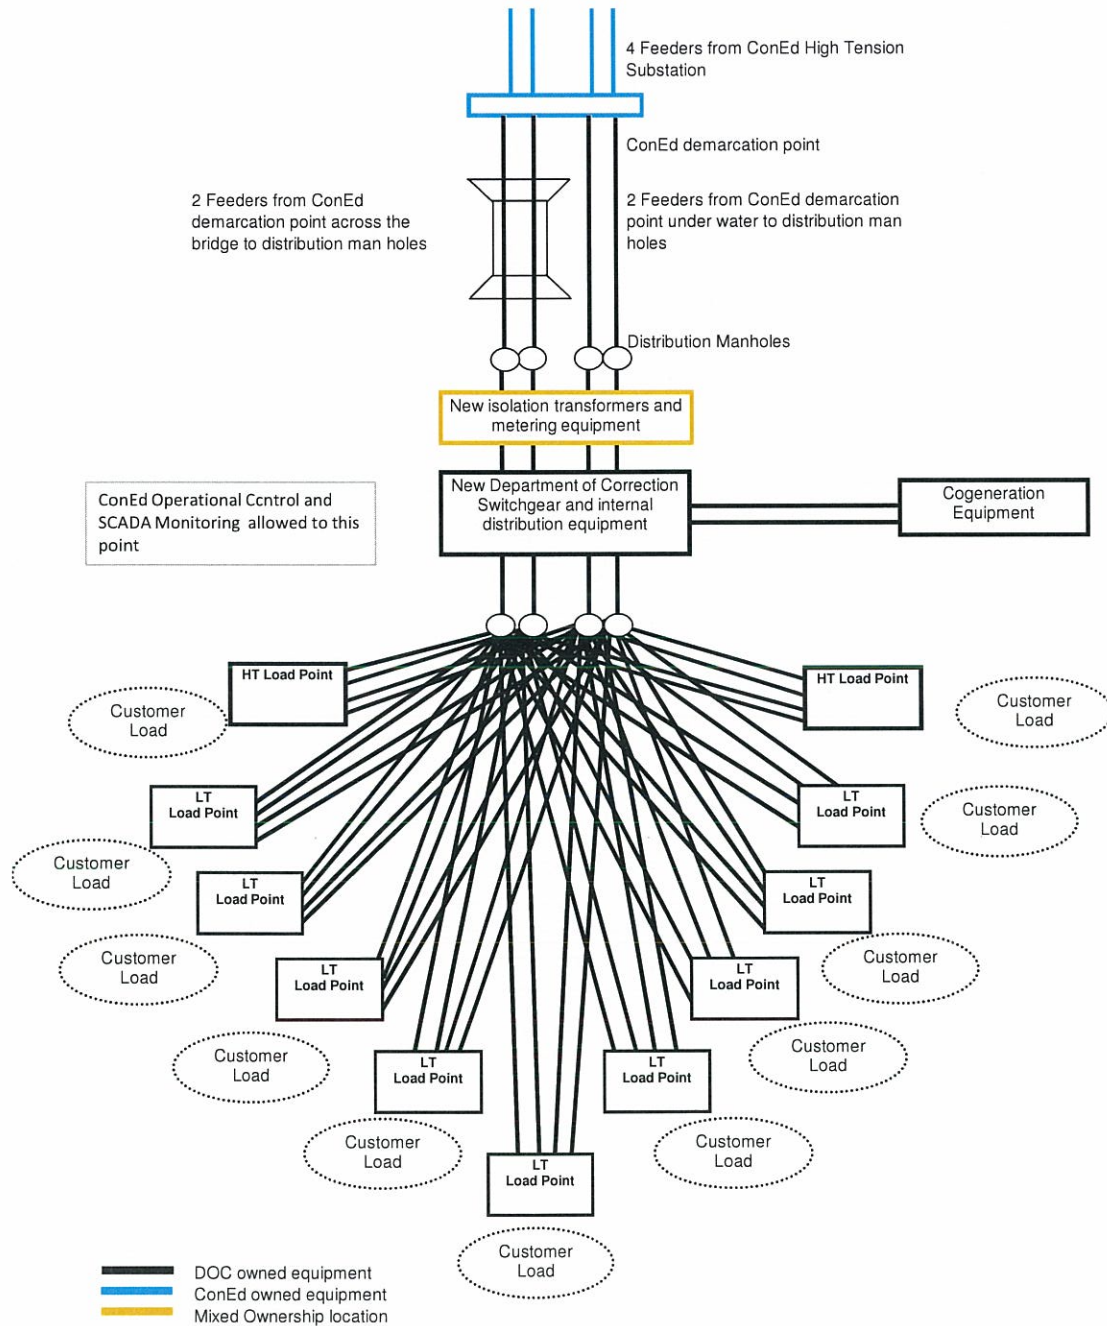 4 Feeders from ConEd High Tension
Substation
ConEd demarcation point
2 Feeders from ConEd
demarcation point across the
bridge to distribution man holes
2 Feeders from ConEd demarcation
point under water to distribution man
holes
Distribution Manholes
New isolation transformers and
metering equipment
ConEd Operational Ccntrol and
SCADA Monitoring allowed to this
point
New Department of Correction
Switchgear and internal
distribution equipment
Cogeneration
Equipment
HT Load Point
HT Load Point
Customer
Load
Customer
Load
LT
Load Point
LT
Load Point
Customer
Load
Customer
Load
LT
Load Point
LT
Load Point
Customer
Load
Customer
Load
LT
Load Point
LT
Load Point
Customer
Load
Customer
Load
LT
Load Point
LT
Load Point
Customer
Load
Customer
Load
LT
Load Point
Customer
Load
DOC owned equipment
ConEd owned equipment
Mixed Ownership location